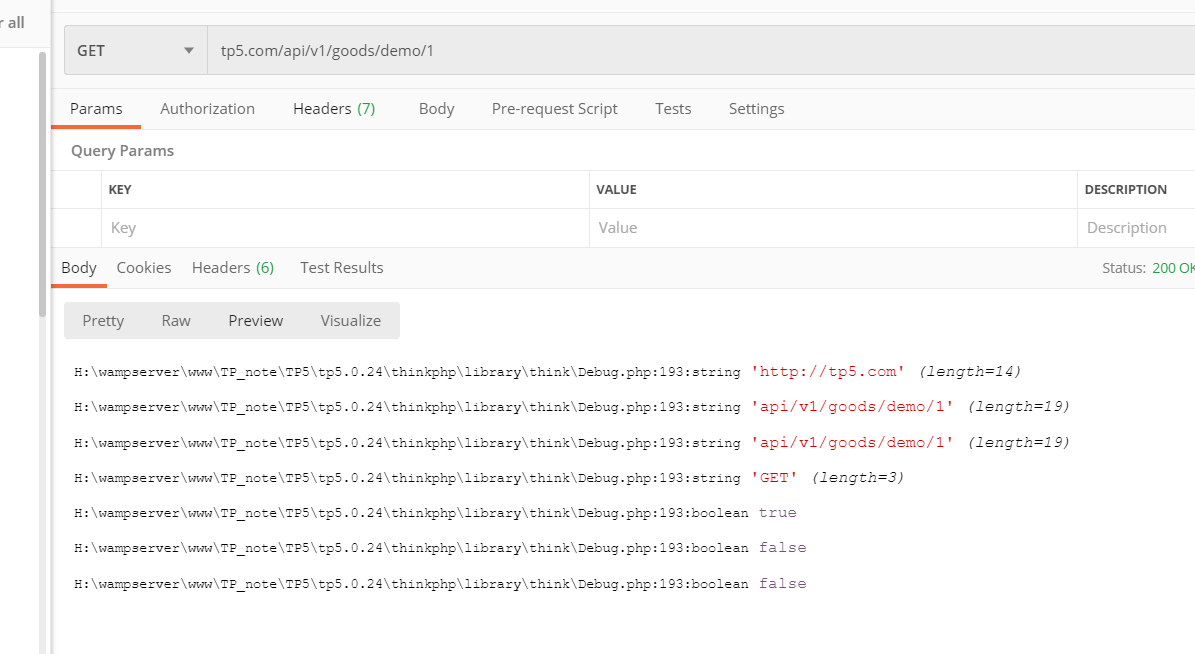 r all
GET tp5.com/api/v1/goods/demo/1
Params Authorization Headers (7) Body Pre-request Script Tests Settings
Query Params
KEY VALUE DESCRIPTION
Key Value Description
Body Cookies Headers (6) Test Results Status: 200 OK
Pretty Raw Preview Visualize
H:\wampserver\www\TP_note\TP5\tp5.0.24\thinkphp\library\think\Debug.php:193:string 'http://tp5.com' (length=14)
H:\wampserver\www\TP_note\TP5\tp5.0.24\thinkphp\library\think\Debug.php:193:string 'api/v1/goods/demo/1' (length=19)
H:\wampserver\www\TP_note\TP5\tp5.0.24\thinkphp\library\think\Debug.php:193:string 'api/v1/goods/demo/1' (length=19)
H:\wampserver\www\TP_note\TP5\tp5.0.24\thinkphp\library\think\Debug.php:193:string 'GET' (length=3)
H:\wampserver\www\TP_note\TP5\tp5.0.24\thinkphp\library\think\Debug.php:193:boolean true
H:\wampserver\www\TP_note\TP5\tp5.0.24\thinkphp\library\think\Debug.php:193:boolean false
H:\wampserver\www\TP_note\TP5\tp5.0.24\thinkphp\library\think\Debug.php:193:boolean false